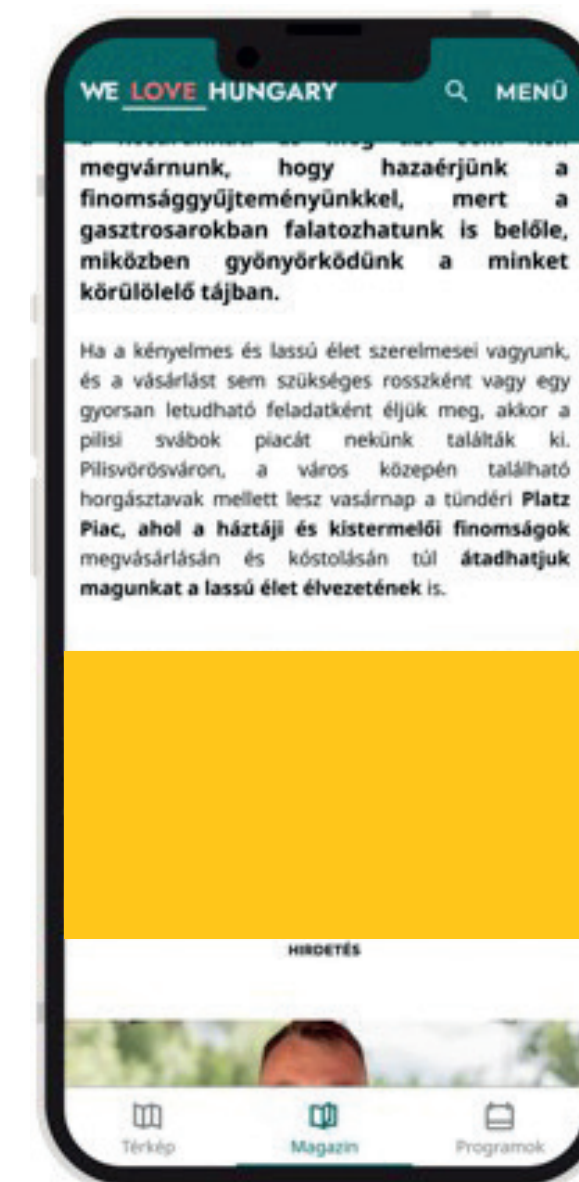 WE LOVE HUNGARY MENÜ
megvárnunk, hogy hazaérjünk a
finomsággyűjteményünkkel, mert a
gasztrosarokban falatozhatunk is belőle,
miközben gyönyörködünk a minket
körülölelő tájban.
Ha a kényelmes és lassú élet szerelmesei vagyunk,
és a vásárlást sem szükséges rosszként vagy egy
gyorsan letudható feladatként éljük meg, akkor a
pilisi svábok piacát nekünk találták ki.
Pilisvörösváron, a város közepén található
horgásztavak mellett lesz vasárnap a tündéri Platz
Piac, ahol a háztáji és kistermelői finomságok
megvásárlásán és kóstolásán túl átadhatjuk
magunkat a lassú élet élvezetének is.
HIRDETÉS
Térkép Magazin Programok